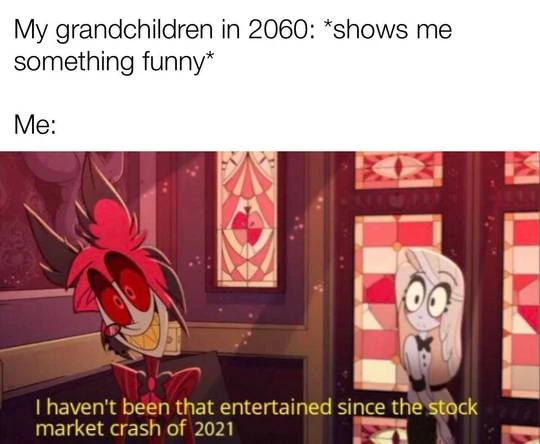 My grandchildren in 2060: *shows me
something funny*
Me:
I haven't been that entertained since the stock
market crash of 2021